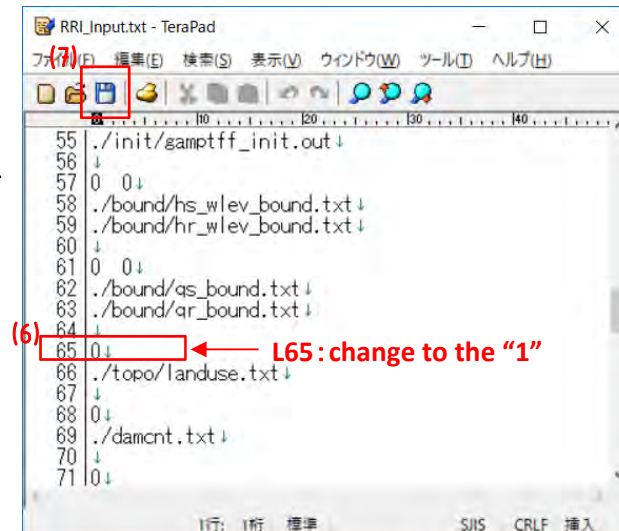 RRI_Input.txt - TeraPad
(7)
ファイル(F) 編集(E) 検索(S) 表示(V) ウィンドウ(W) ツール(T) ヘルプ(H)
0 10 20 30 40
55 ./init/gamptff_init.out↓
56 ↓
57 0 0↓
58 ./bound/hs_wlev_bound.txt↓
59 ./bound/hr_wlev_bound.txt↓
60 ↓
61 0 0↓
62 ./bound/qs_bound.txt↓
63 ./bound/qr_bound.txt↓
64 ↓
(6)
65 0↓ L65 : change to the “1”
66 ./topo/landuse.txt↓
67 ↓
68 0↓
69 ./damcnt.txt↓
70 ↓
71 0↓
1行: 1桁 標準 SJIS CRLF 挿入